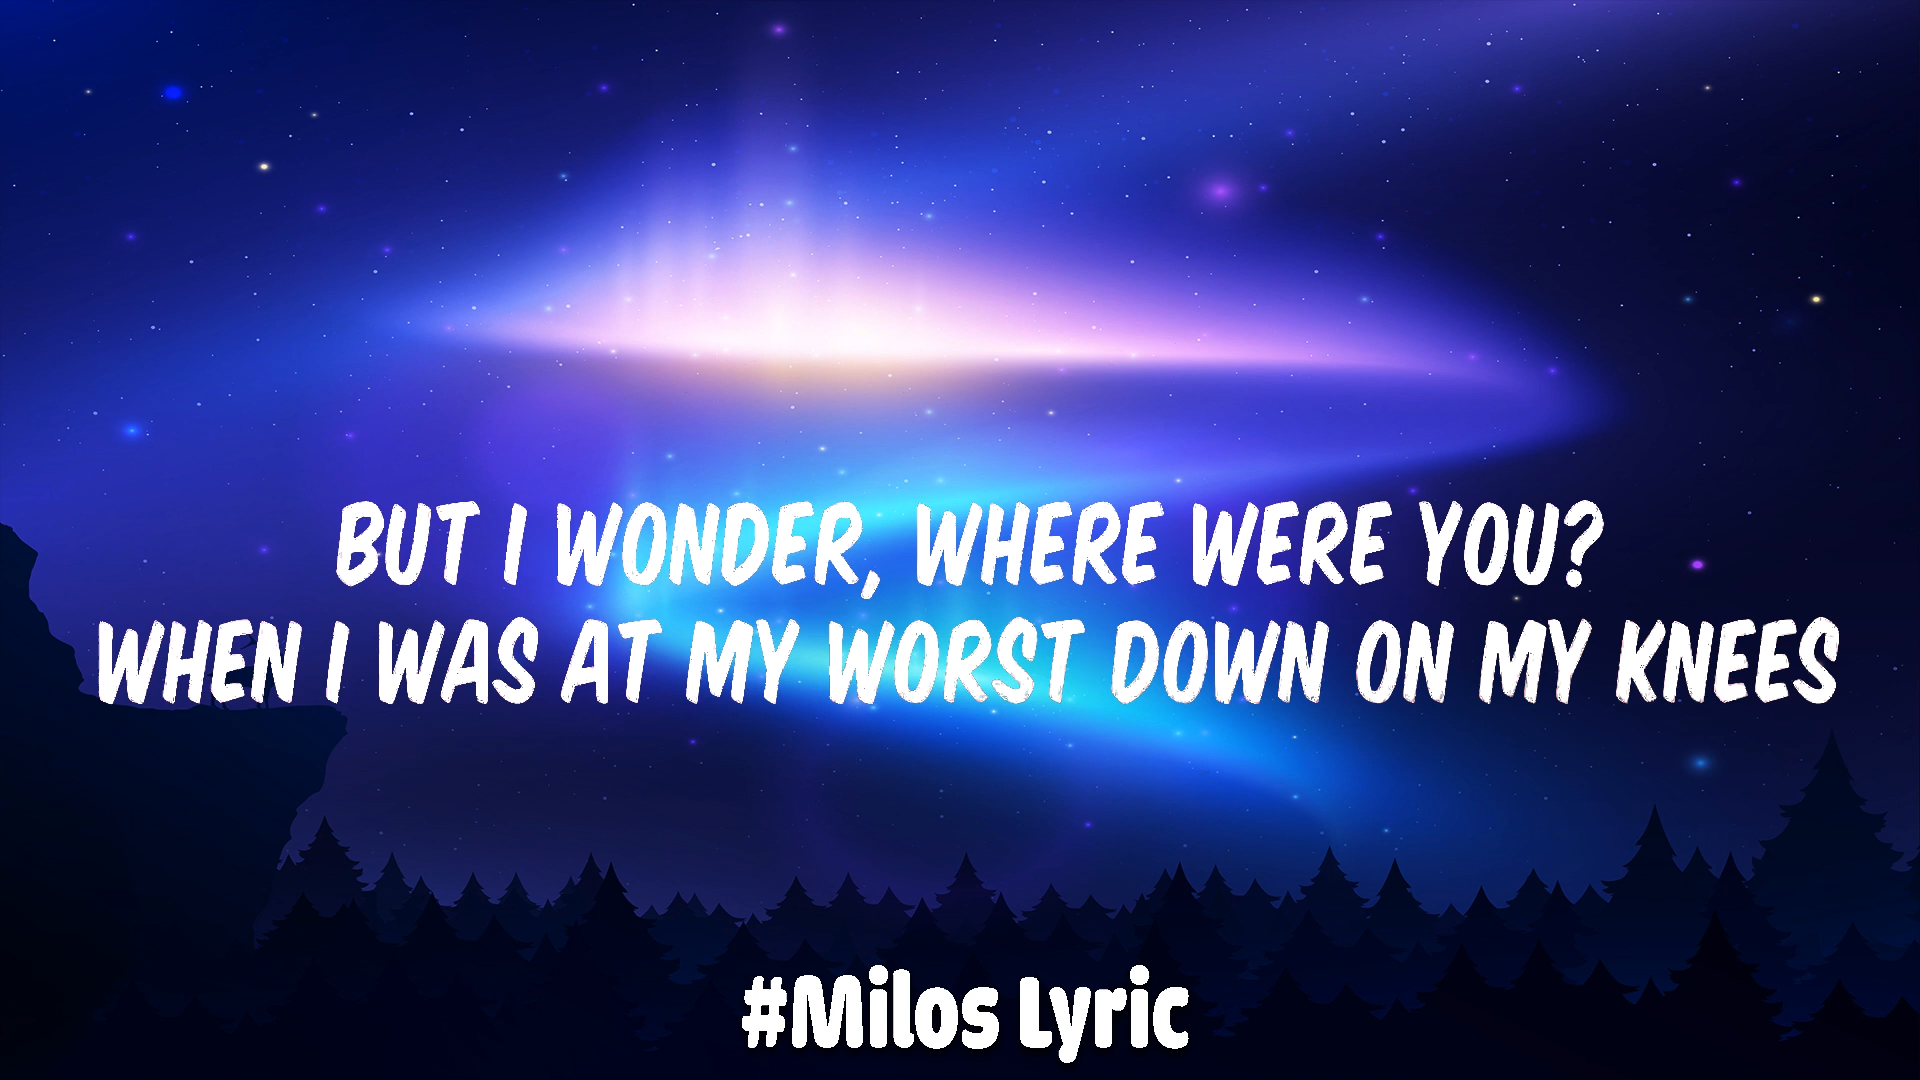 BUT I WONDER, WHERE WERE YOU?
WHEN I WAS AT MY WORST DOWN ON MY KNEES
#Milos Lyric